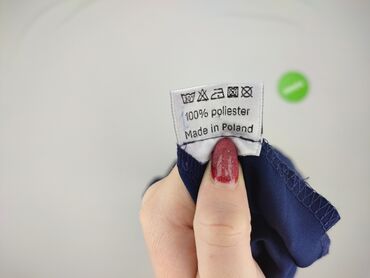 100% poliester
Made in Poland